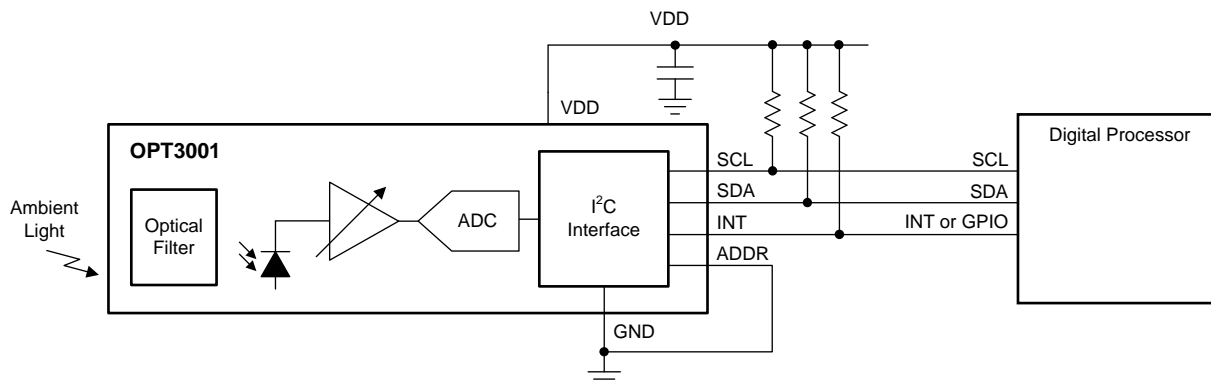 VDD
VDD
OPT3001
Digital Processor
Ambient
Light
Optical
Filter
ADC
I²C
Interface
SCL
SDA
INT
ADDR
SCL
SDA
INT or GPIO
GND